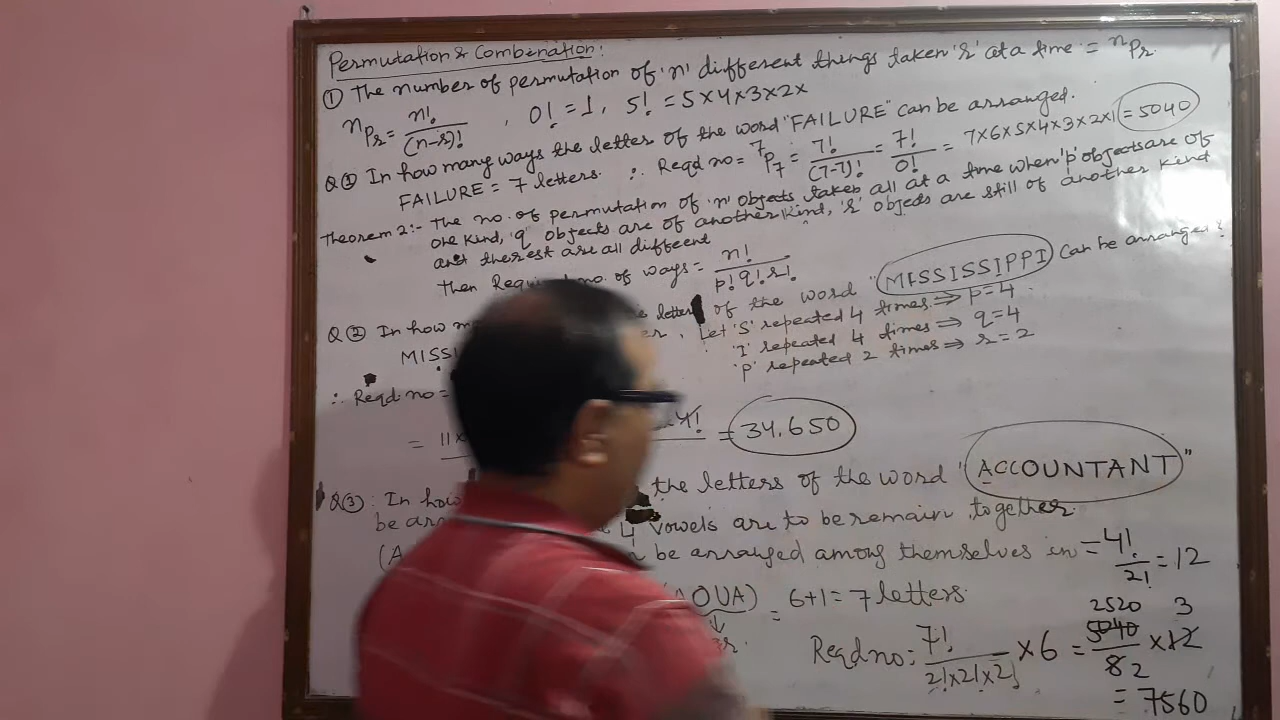 Permutation & Combination:
① The number of permutation of 'n' different things taken 'r' at a time = nPr.
nPr = n!/(n-r)! , 0! = 1, 5! = 5×4×3×2×
Q① In how many ways the letter of the word "FAILURE" can be arranged.
FAILURE = 7 letters. ∴ Reqd no = 7P7 = 7!/(7-7)! = 7!/0! = 7×6×5×4×3×2×1 = 5040
Theorem 2:- The no. of permutation of 'n' objects taken all at a time when 'p' objects are of
one kind, 'q' objects are of another kind, 'r' objects are still of another kind
and the rest are all diffeent
Then Requi no. of ways = n!/p!q!r!
Q② In how m letter of the word "MISSISSIPPI can be arranged?
MISSI er, Let 'S' repeated 4 times ⇒ p=4
'I' repeated 4 times ⇒ q=4
'P' repeated 2 times ⇒ r=2
∴ Reqd. no =
= 11× 4! = 34,650
Q③: In how the letters of the word "ACCOUNTANT"
be arr 4 vowels are to be remain together.
(A be arranged among themselves in = 4!/2! = 12
OUA) = 6+1 = 7 letters.
Reqd no: 7!/2!×2!×2! ×6 = 5040/8 ×12
2520 3
2
= 7560